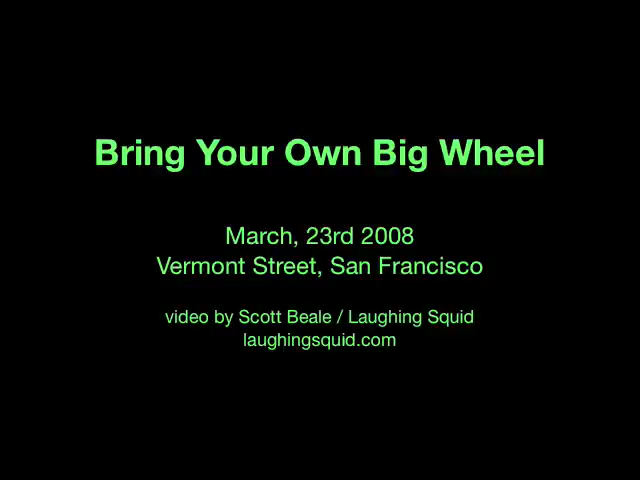 Bring Your Own Big Wheel
March, 23rd 2008
Vermont Street, San Francisco
video by Scott Beale / Laughing Squid
laughingsquid.com